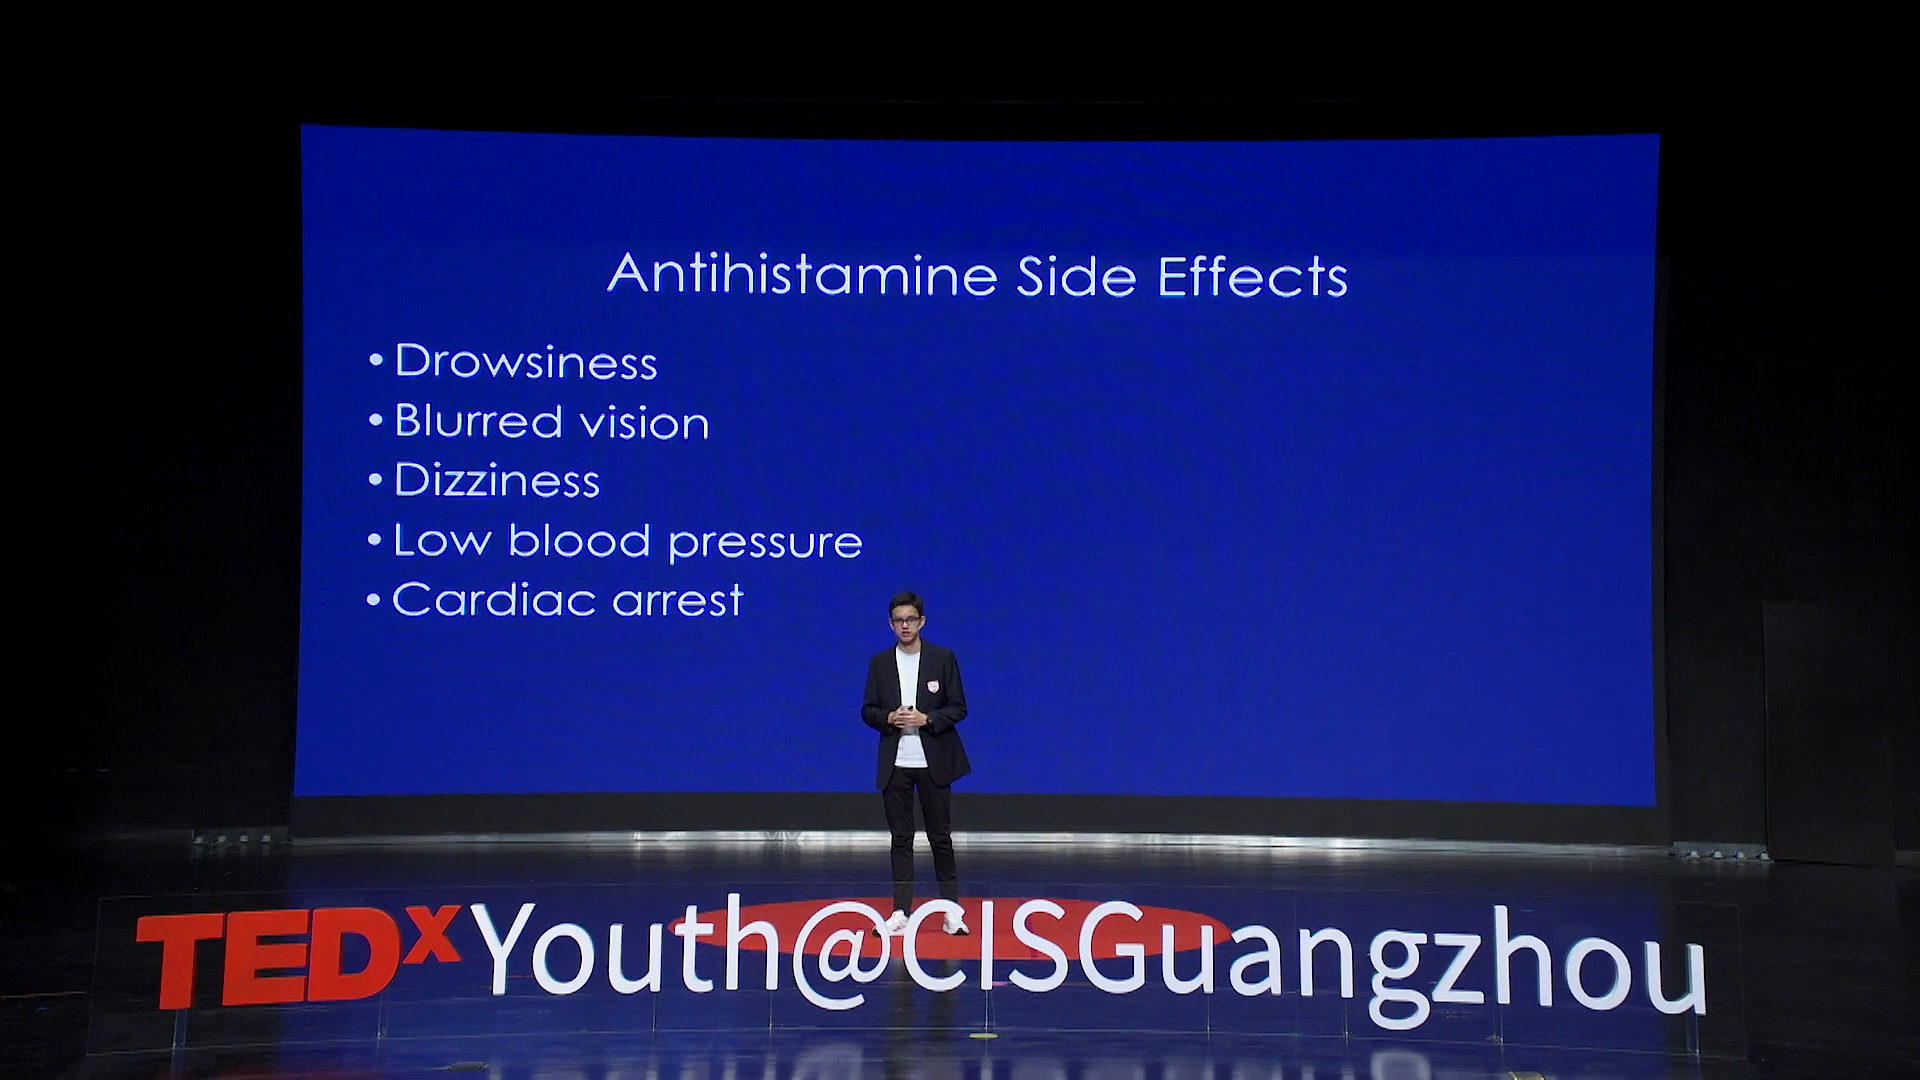 Antihistamine Side Effects
• Drowsiness
• Blurred vision
• Dizziness
• Low blood pressure
• Cardiac arrest
TEDxYouth@CISGuangzhou